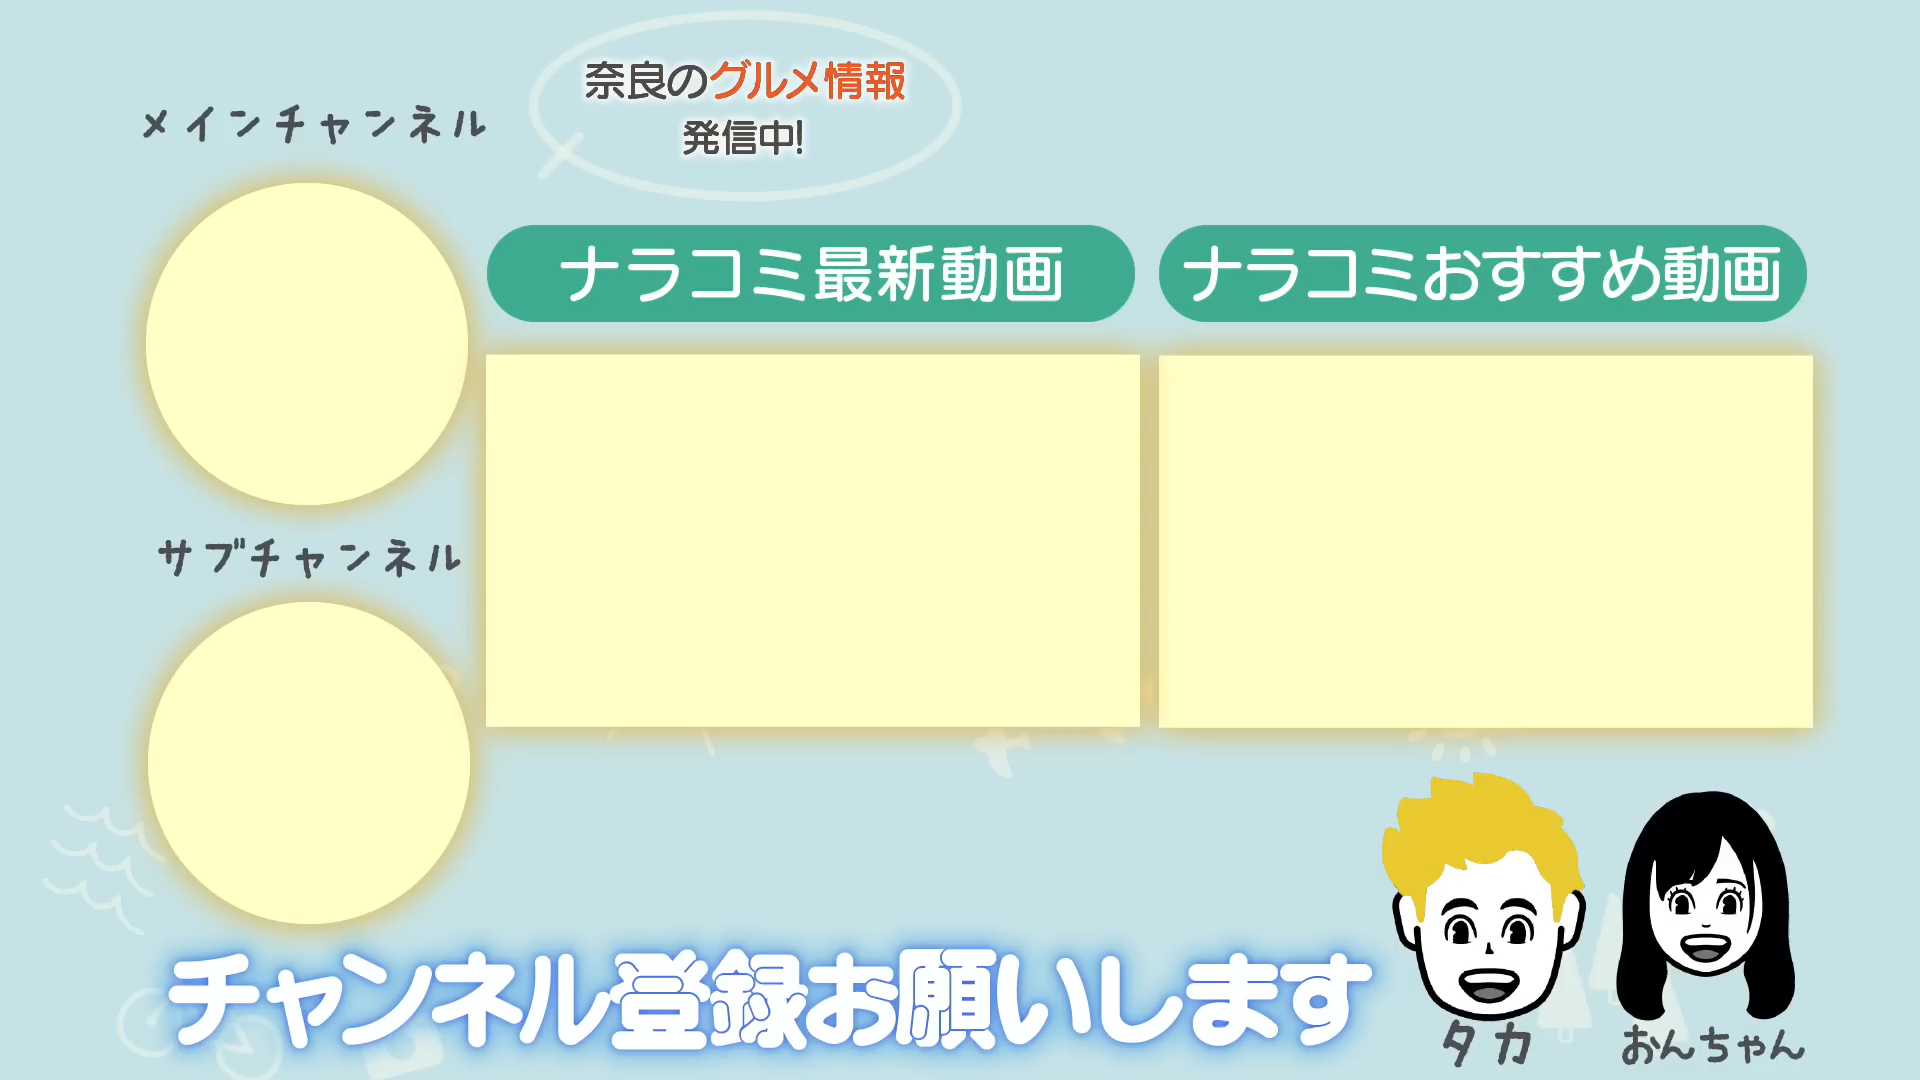 奈良のグルメ情報
発信中!
メインチャンネル
ナラコミ最新動画
ナラコミおすすめ動画
サブチャンネル
チャンネル登録お願いします
タカ
おんちゃん